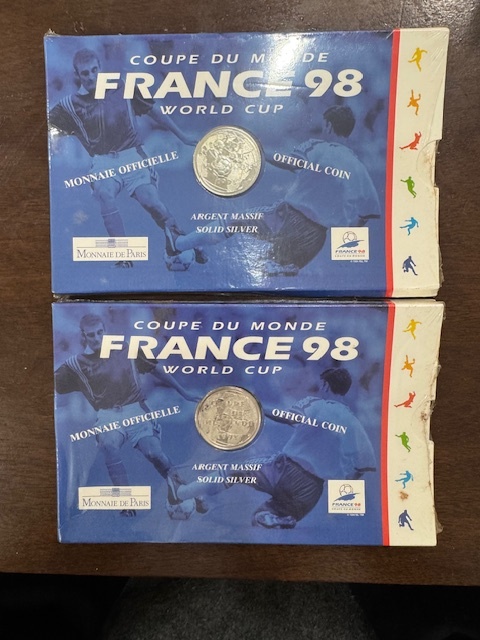 COUPE DU MONDE
FRANCE 98
WORLD CUP
MONNAIE OFFICIELLE
OFFICIAL COIN
ARGENT MASSIF
SOLID SILVER
MONNAIE DE PARIS
FRANCE 98
COUPE DU MONDE
FRANCE 98
WORLD CUP
MONNAIE OFFICIELLE
OFFICIAL COIN
ARGENT MASSIF
SOLID SILVER
MONNAIE DE PARIS
FRANCE 98